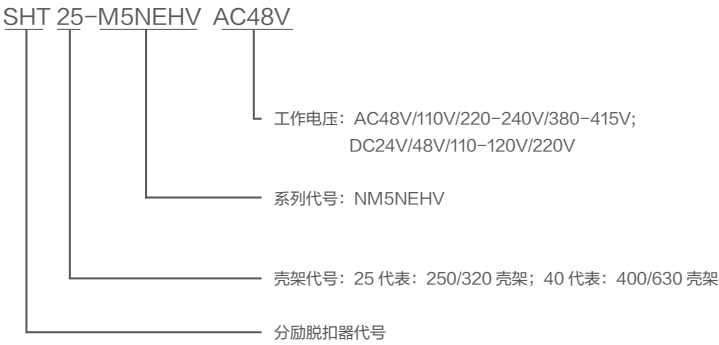 SHT 25-M5NEHV AC48V
工作电压：AC48V/110V/220-240V/380-415V;
DC24V/48V/110-120V/220V
系列代号：NM5NEHV
壳架代号：25 代表：250/320 壳架；40 代表：400/630 壳架
分励脱扣器代号